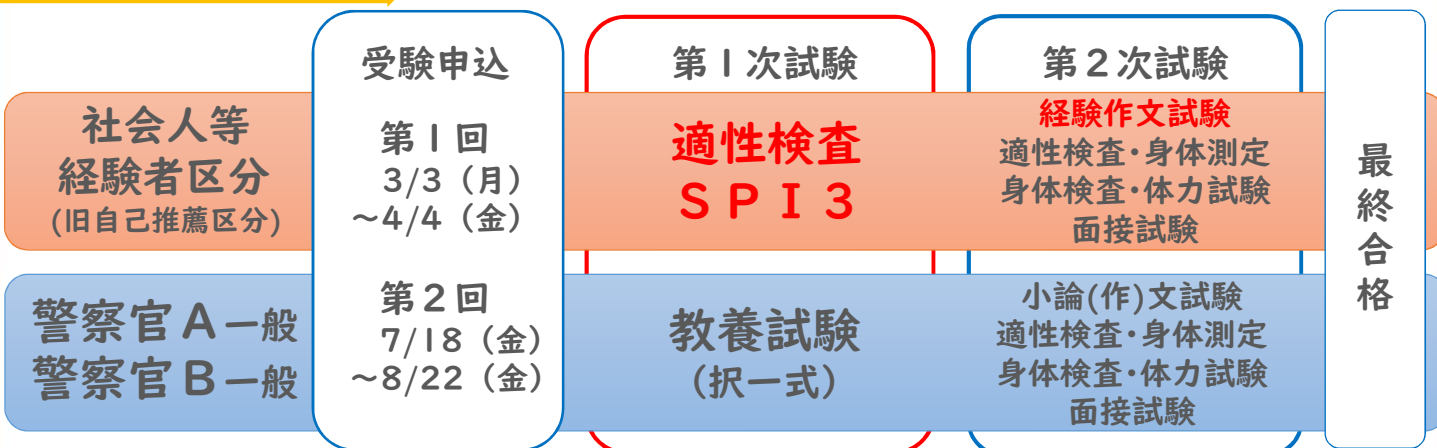 受験申込
第1次試験
第2次試験
社会人等
経験者区分
(旧自己推薦区分)
第1回
3/3(月)
~4/4(金)
適性検査
SPI3
経験作文試験
適性検査・身体測定
身体検査・体力試験
面接試験
警察官A一般
警察官B一般
第2回
7/18(金)
~8/22(金)
教養試験
(択一式)
小論(作)文試験
適性検査・身体測定
身体検査・体力試験
面接試験
最終合格